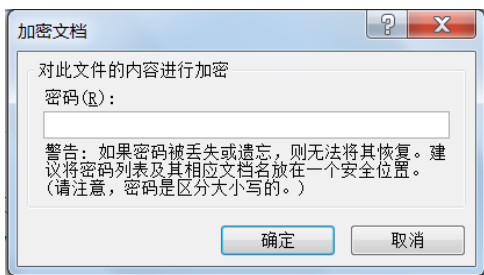 加密文档
对此文件的内容进行加密
密码(R):
警告: 如果密码被丢失或遗忘，则无法将其恢复。建
议将密码列表及其相应文档名放在一个安全位置。
(请注意，密码是区分大小写的。)
确定
取消